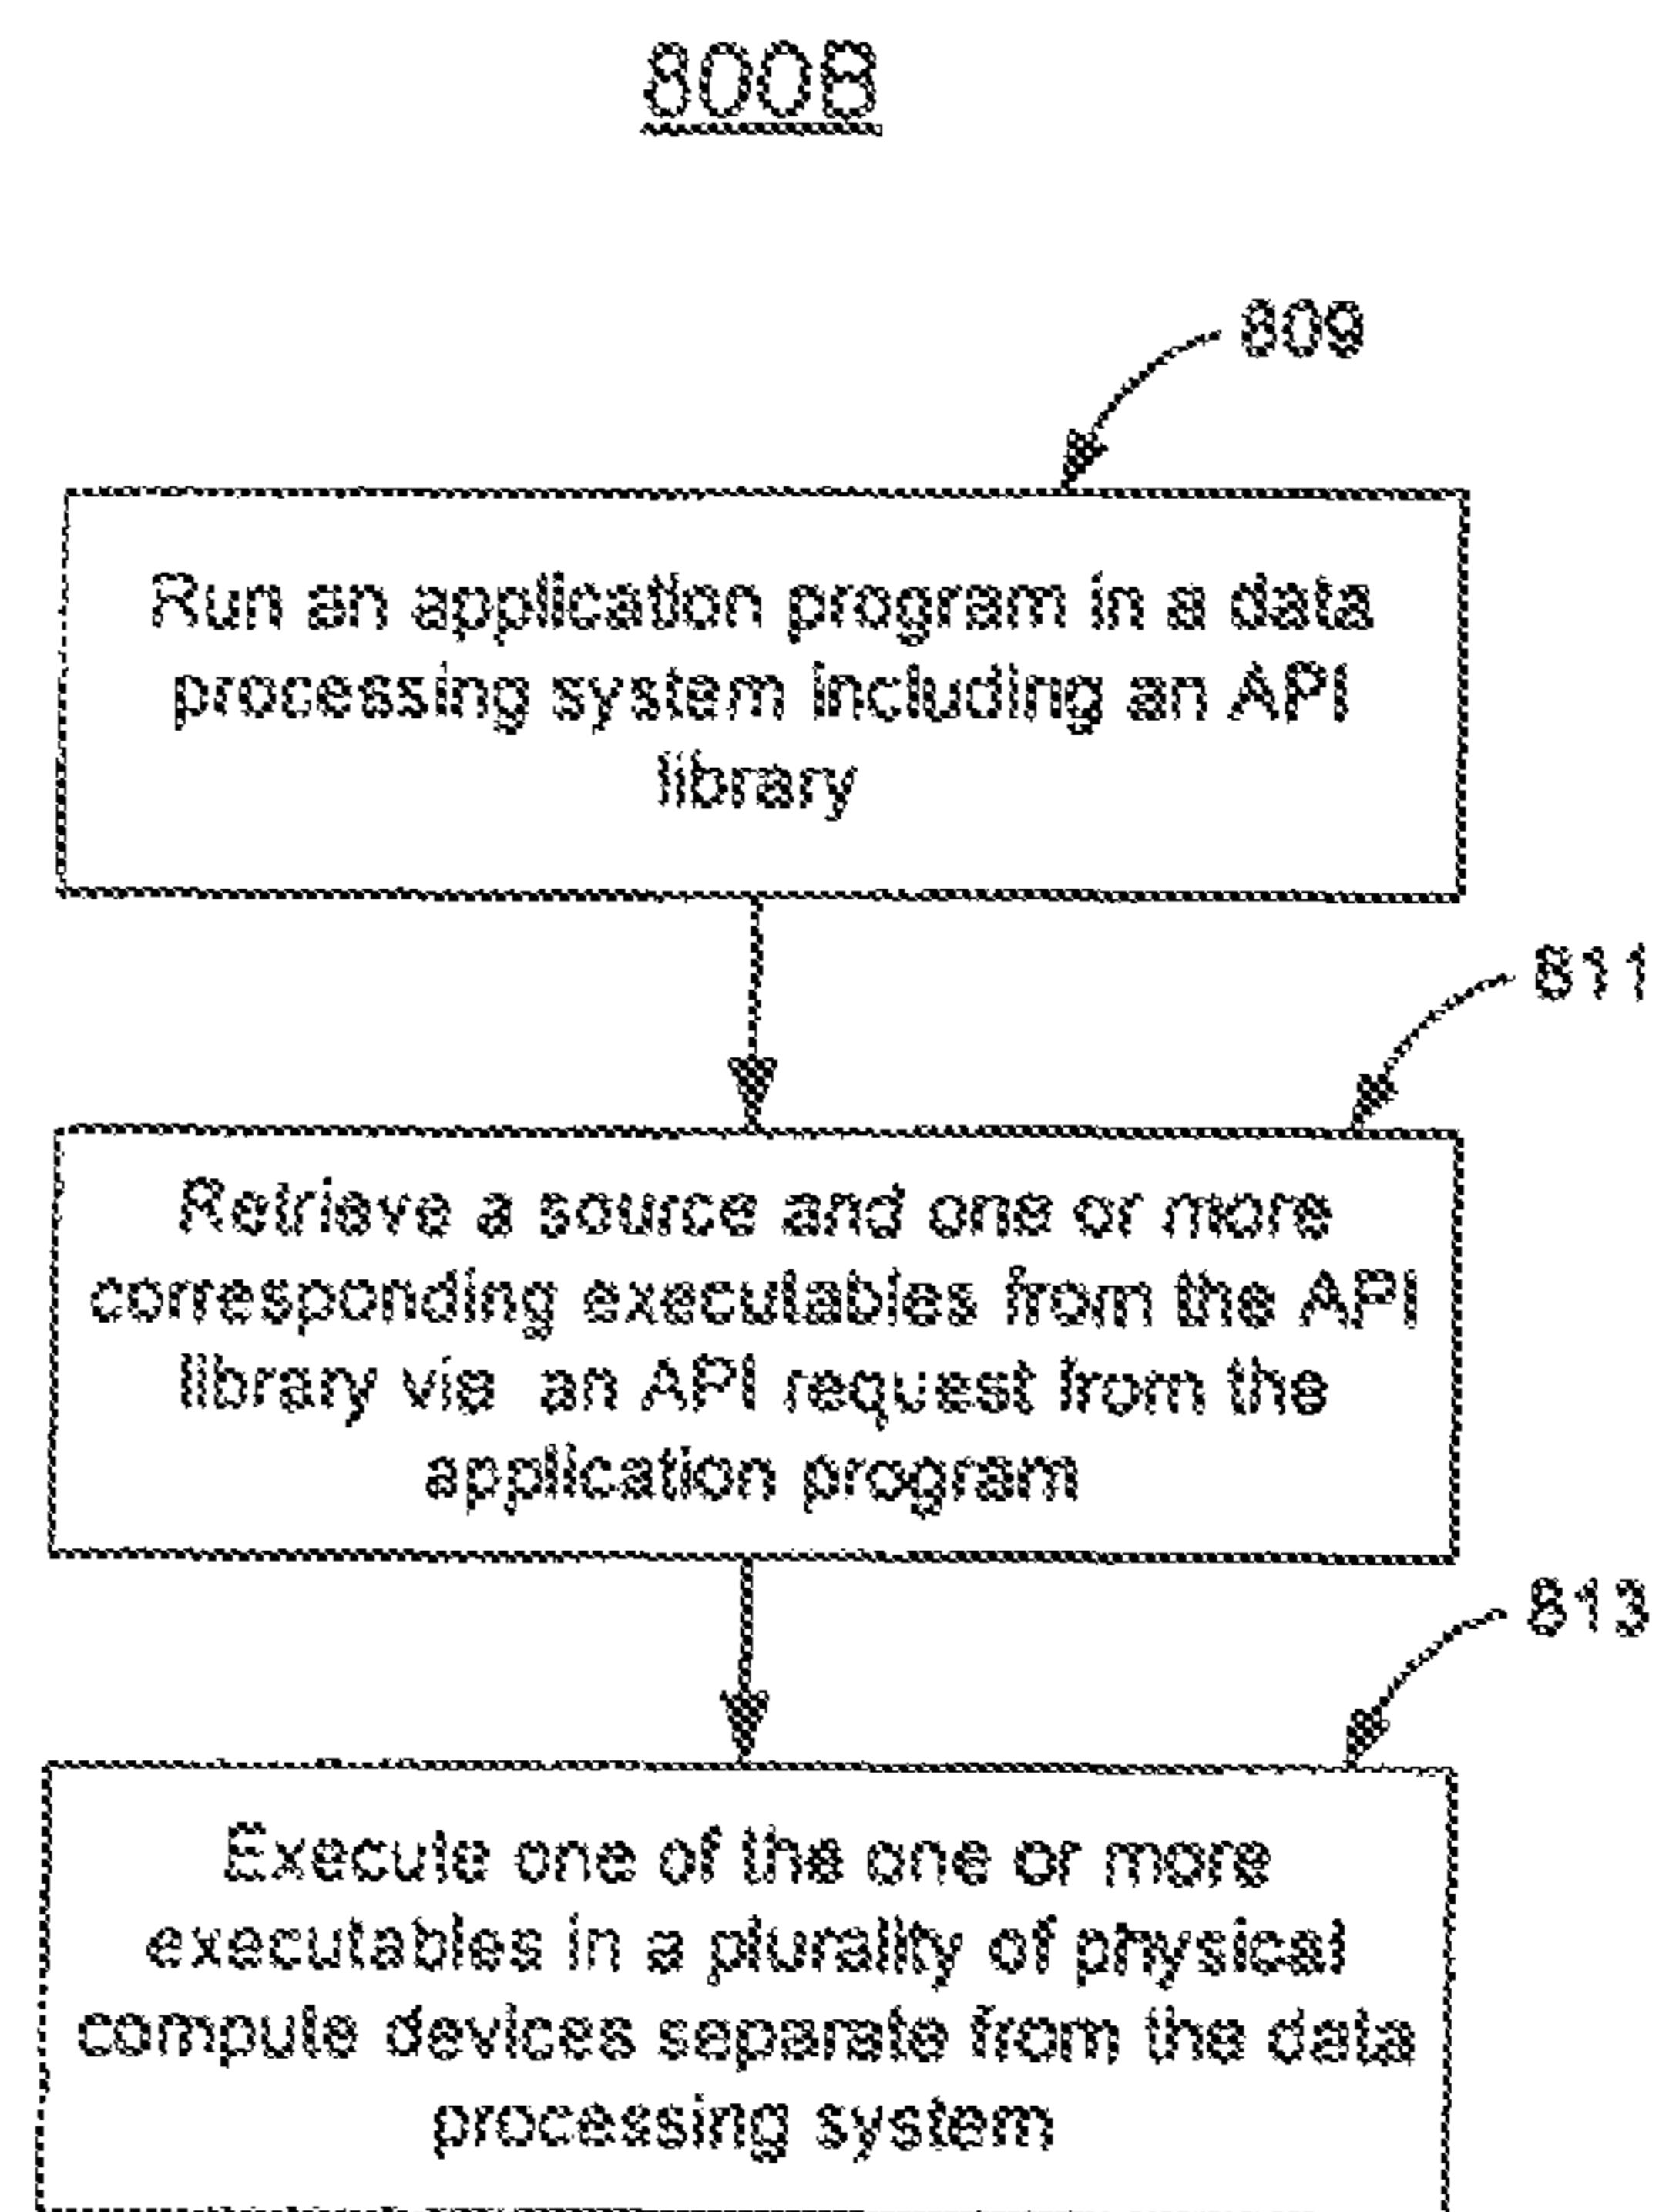 800B
809
Run an application program in a data
processing system including an API
library
811
Retrieve a source and one or more
corresponding executables from the API
library via an API request from the
application program
813
Execute one of the one or more
executables in a plurality of physical
compute devices separate from the data
processing system